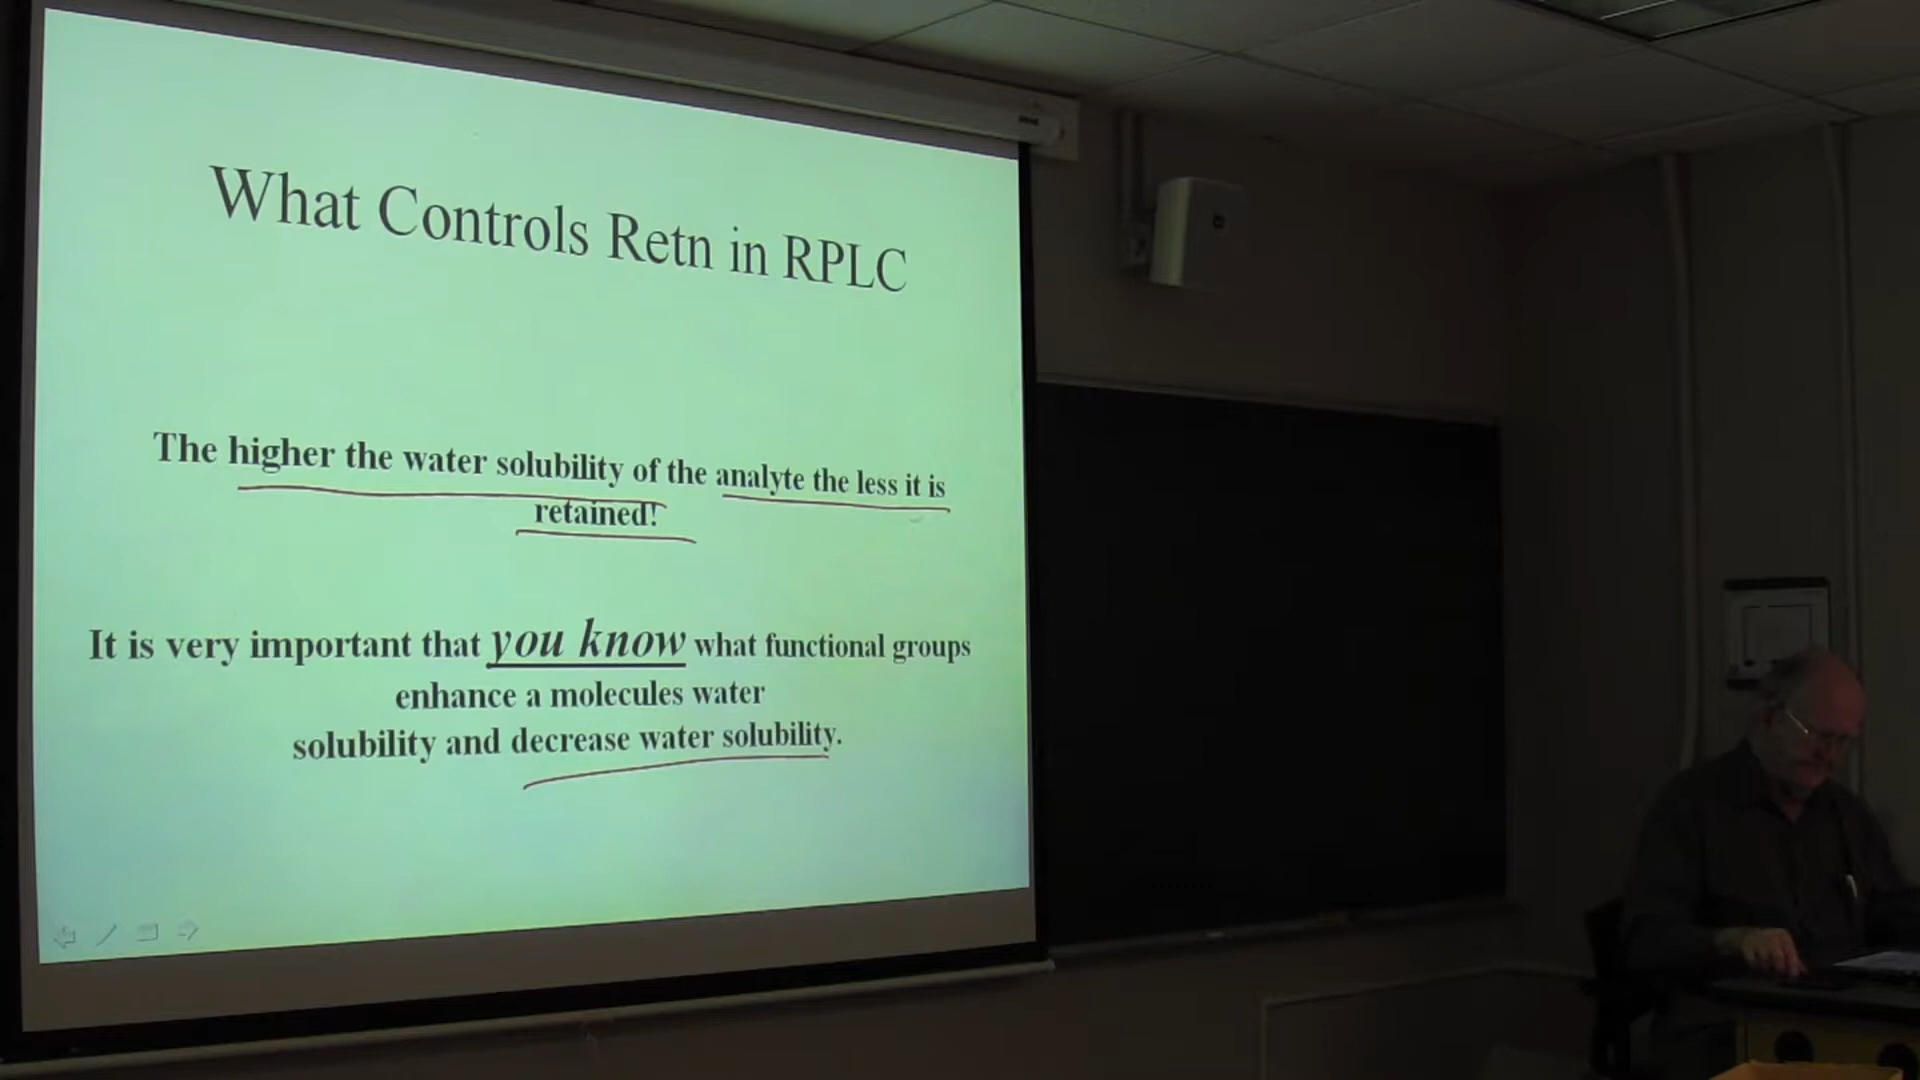 What Controls Retn in RPLC
The higher the water solubility of the analyte the less it is
retained!
It is very important that you know what functional groups
enhance a molecules water
solubility and decrease water solubility.